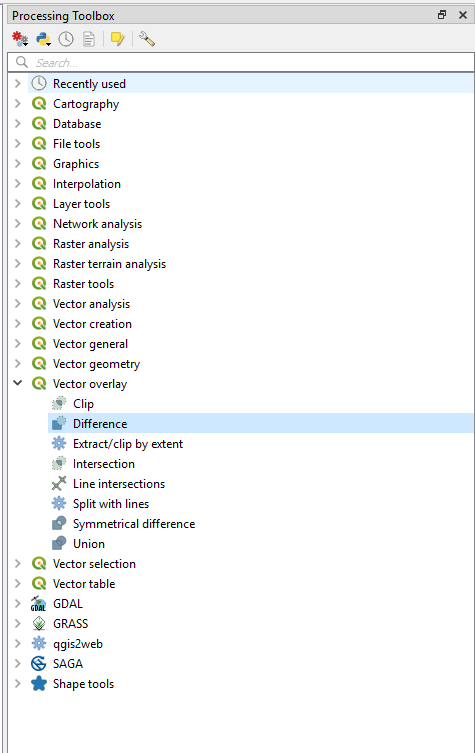 Processing Toolbox
Search...
Recently used
Cartography
Database
File tools
Graphics
Interpolation
Layer tools
Network analysis
Raster analysis
Raster terrain analysis
Raster tools
Vector analysis
Vector creation
Vector general
Vector geometry
Vector overlay
Clip
Difference
Extract/clip by extent
Intersection
Line intersections
Split with lines
Symmetrical difference
Union
Vector selection
Vector table
GDAL
GRASS
qgis2web
SAGA
Shape tools